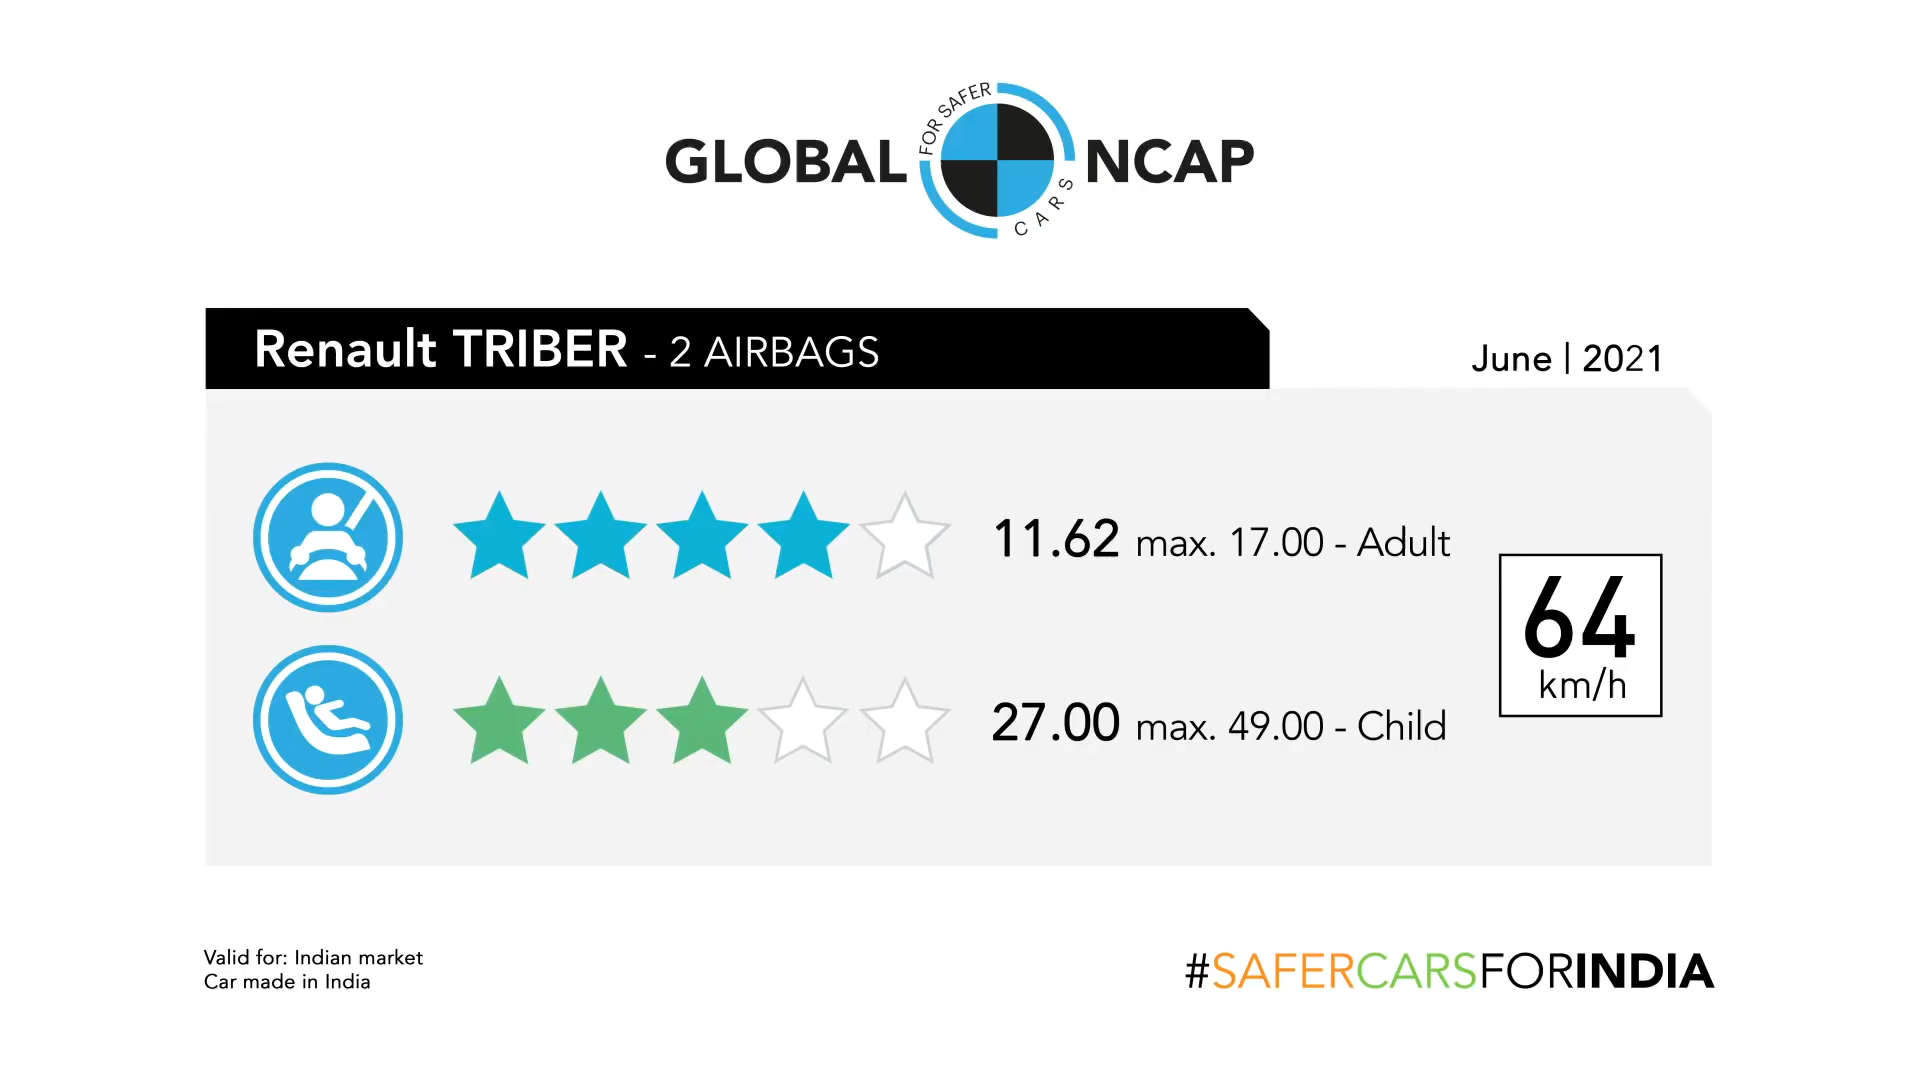 GLOBAL FOR SAFER CARS NCAP
Renault TRIBER - 2 AIRBAGS
June | 2021
11.62 max. 17.00 - Adult
27.00 max. 49.00 - Child
64
km/h
Valid for: Indian market
Car made in India
#SAFERCARSFORINDIA